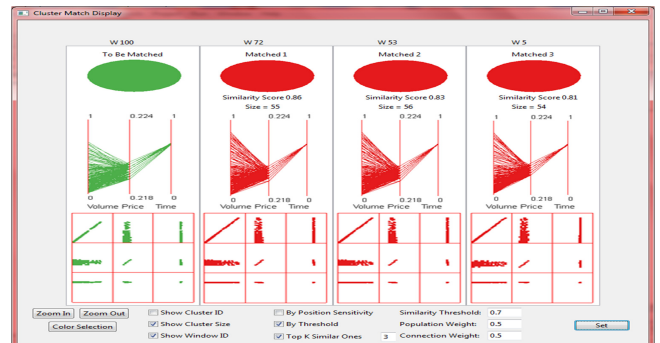 Cluster Match Display
W 100 W 72 W 53 W 5
To Be Matched Matched 1 Matched 2 Matched 3
Similarity Score 0.86 Similarity Score 0.83 Similarity Score 0.81
Size = 55 Size = 56 Size = 54
1 0.224 1 1 0.224 1 1 0.224 1 1 0.224 1
0 0.218 0 0 0.218 0 0 0.218 0 0 0.218 0
Volume Price Time Volume Price Time Volume Price Time Volume Price Time
Zoom In Zoom Out Show Cluster ID By Position Sensitivity Similarity Threshold: 0.7
Color Selection Show Cluster Size By Threshold Population Weight: 0.5 Set
Show Window ID Top K Similar Ones 3 Connection Weight: 0.5